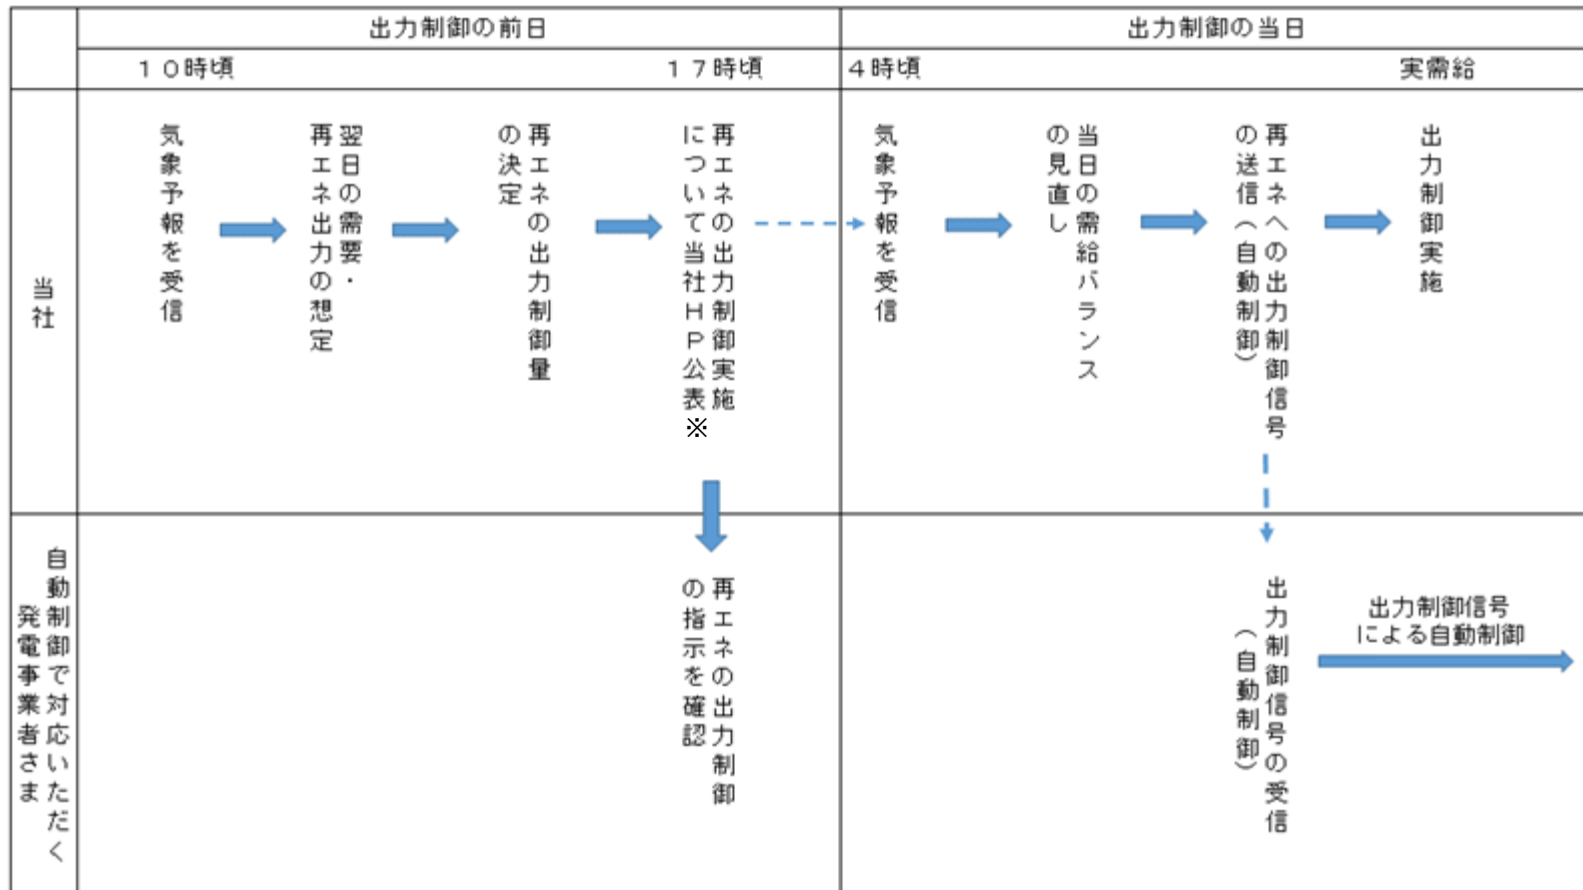 出力制御の前日
出力制御の当日
10時頃
17時頃
4時頃
実需給
当社
気象予報を受信
翌日の需要・
再エネ出力の想定
再エネの出力制御量
の決定
再エネの出力制御実施
について当社HP公表※
気象予報を受信
当日の需給バランス
の見直し
再エネへの出力制御信号
の送信(自動制御)
出力制御実施
自動制御で対応いただく
発電事業者さま
再エネの出力制御
の指示を確認
出力制御信号の受信
(自動制御)
出力制御信号
による自動制御